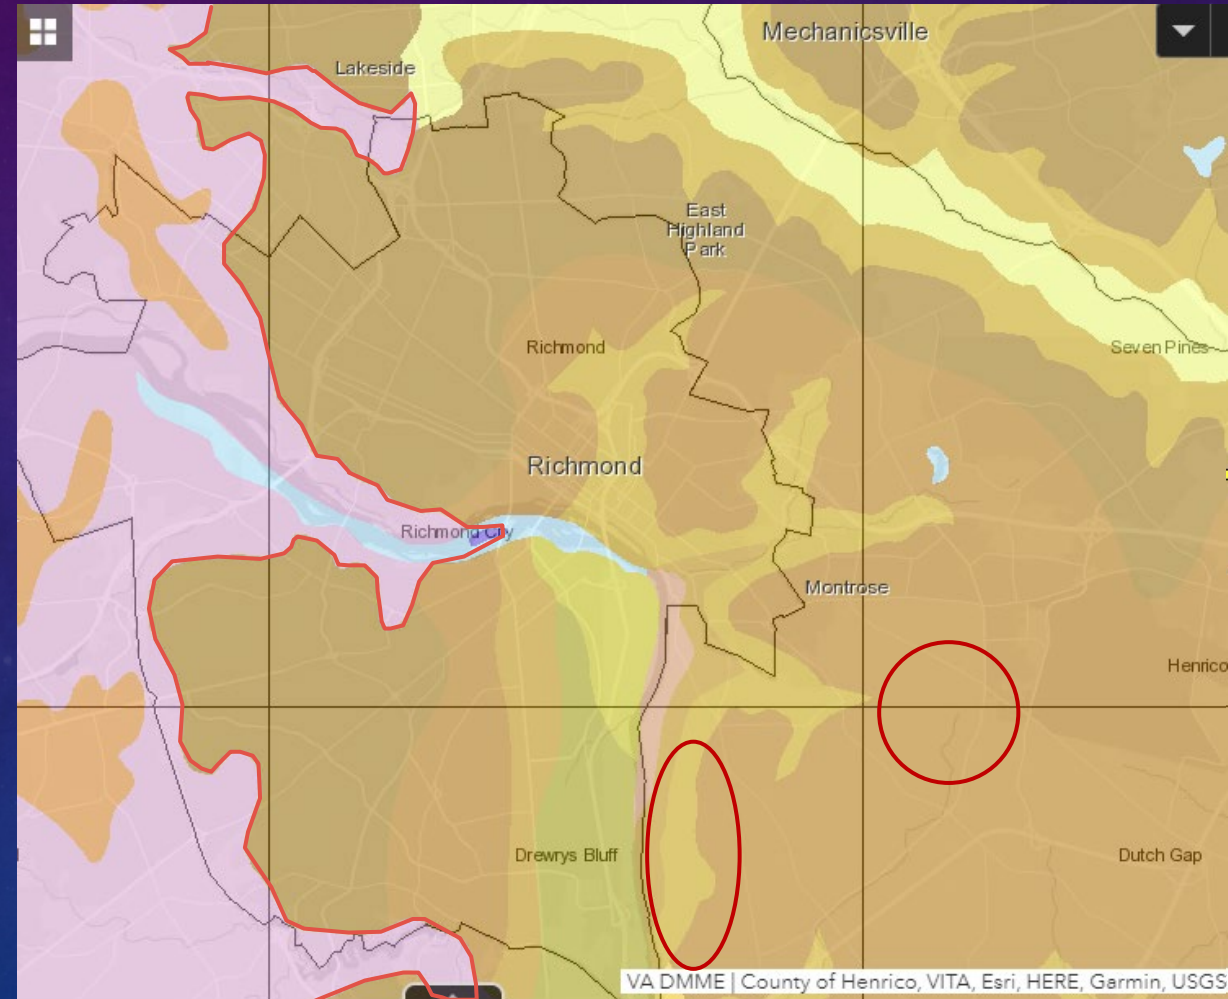 Mechanicsville
Lakeside
East
Highland
Park
Richmond
Seven Pines
Richmond
Richmond City
Montrose
Henrico
Drewrys Bluff
Dutch Gap
VA DMME | County of Henrico, VITA, Esri, HERE, Garmin, USGS